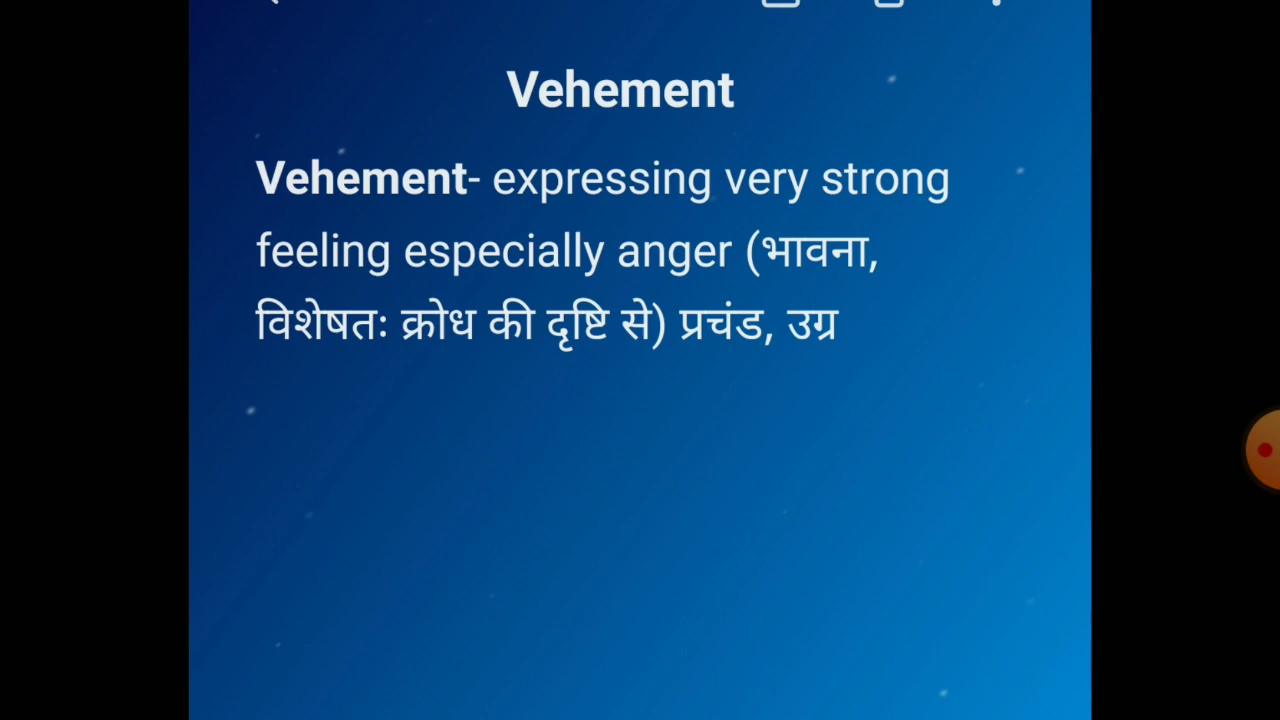 Vehement
Vehement- expressing very strong
feeling especially anger (भावना,
विशेषतः क्रोध की दृष्टि से) प्रचंड, उग्र